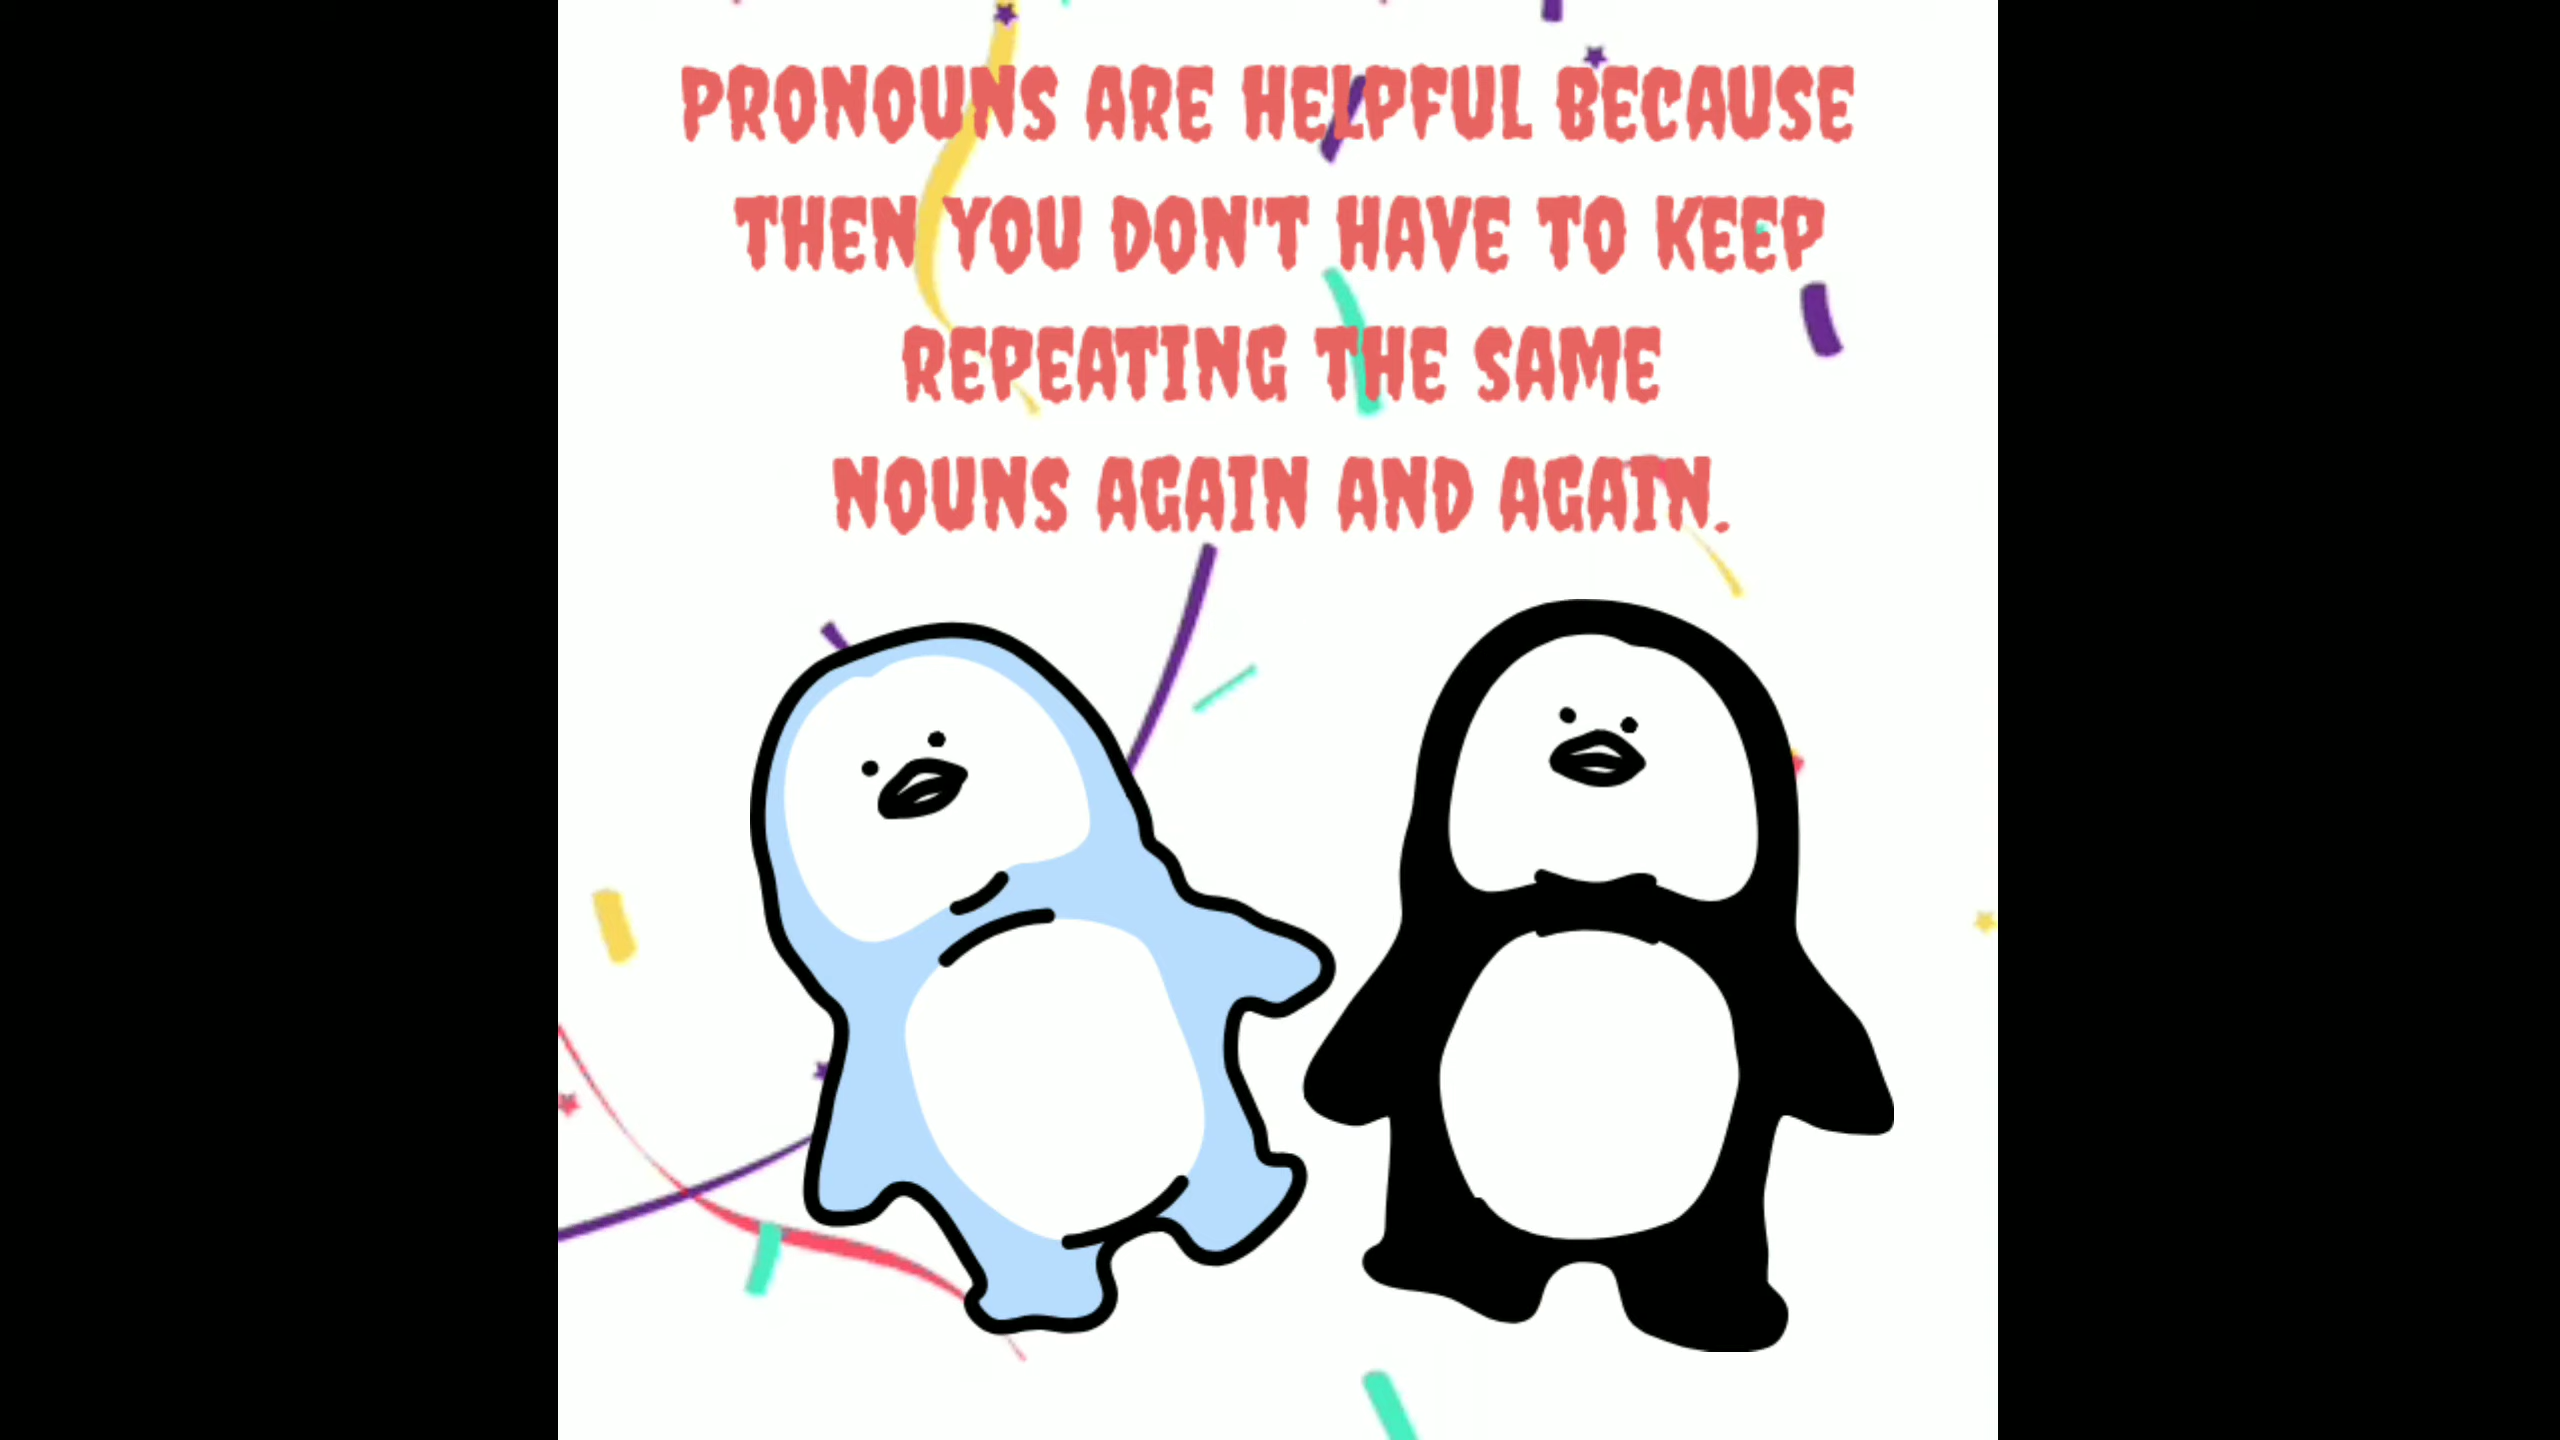 PRONOUNS ARE HELPFUL BECAUSE
THEN YOU DON'T HAVE TO KEEP
REPEATING THE SAME
NOUNS AGAIN AND AGAIN.